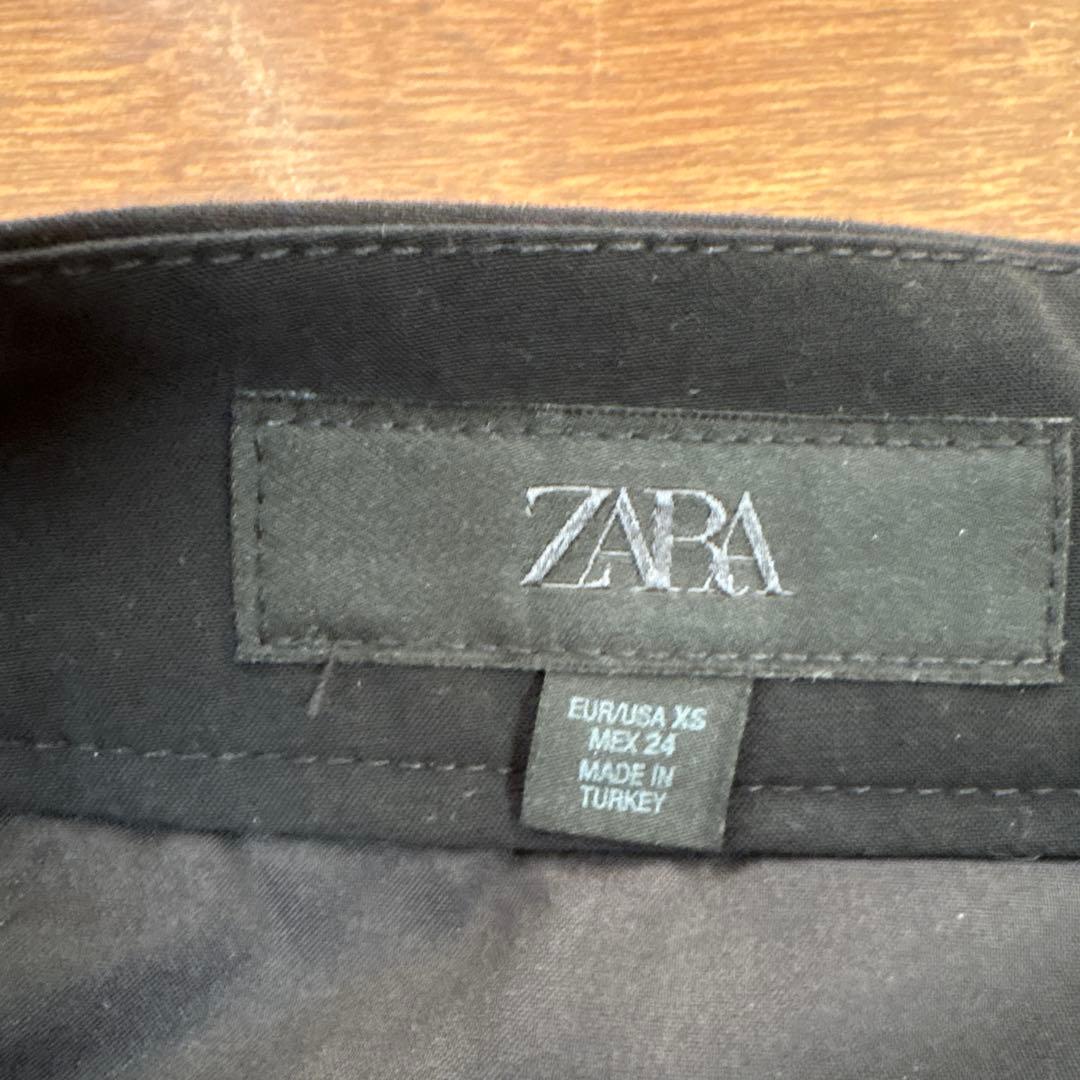 ZARA
EUR/USA XS
MEX 24
MADE IN
TURKEY